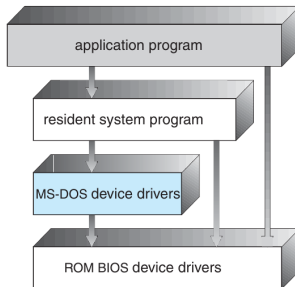 application program
resident system program
MS-DOS device drivers
ROM BIOS device drivers